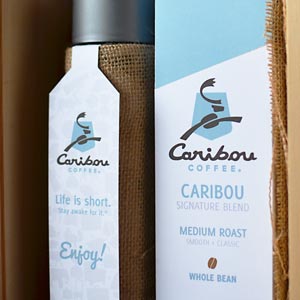 Caribou
COFFEE®
Life is short.
"Stay awake for it."®
Enjoy!
Caribou
COFFEE®
CARIBOU
SIGNATURE BLEND
MEDIUM ROAST
SMOOTH + CLASSIC
WHOLE BEAN